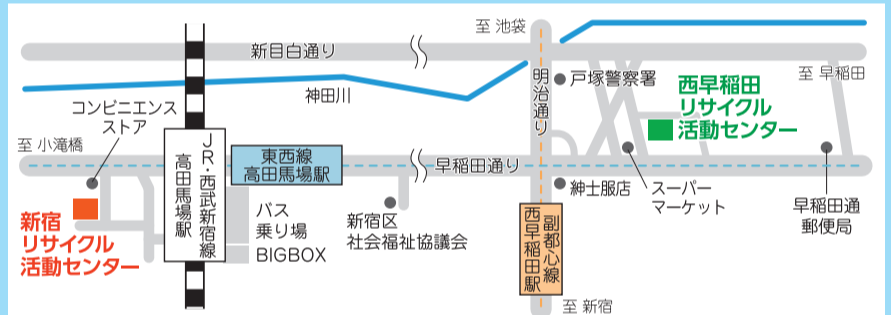 至 池袋
新目白通り
至 早稲田
明治通り
戸塚警察署
西早稲田
リサイクル
活動センター
神田川
コンビニエンス
ストア
至 小滝橋
JR・西武新宿線
高田馬場駅
東西線
高田馬場駅
早稲田通り
バス
乗り場
BIGBOX
新宿区
社会福祉協議会
紳士服店
スーパー
マーケット
早稲田通
郵便局
新宿
リサイクル
活動センター
副都心線
西早稲田駅
至 新宿